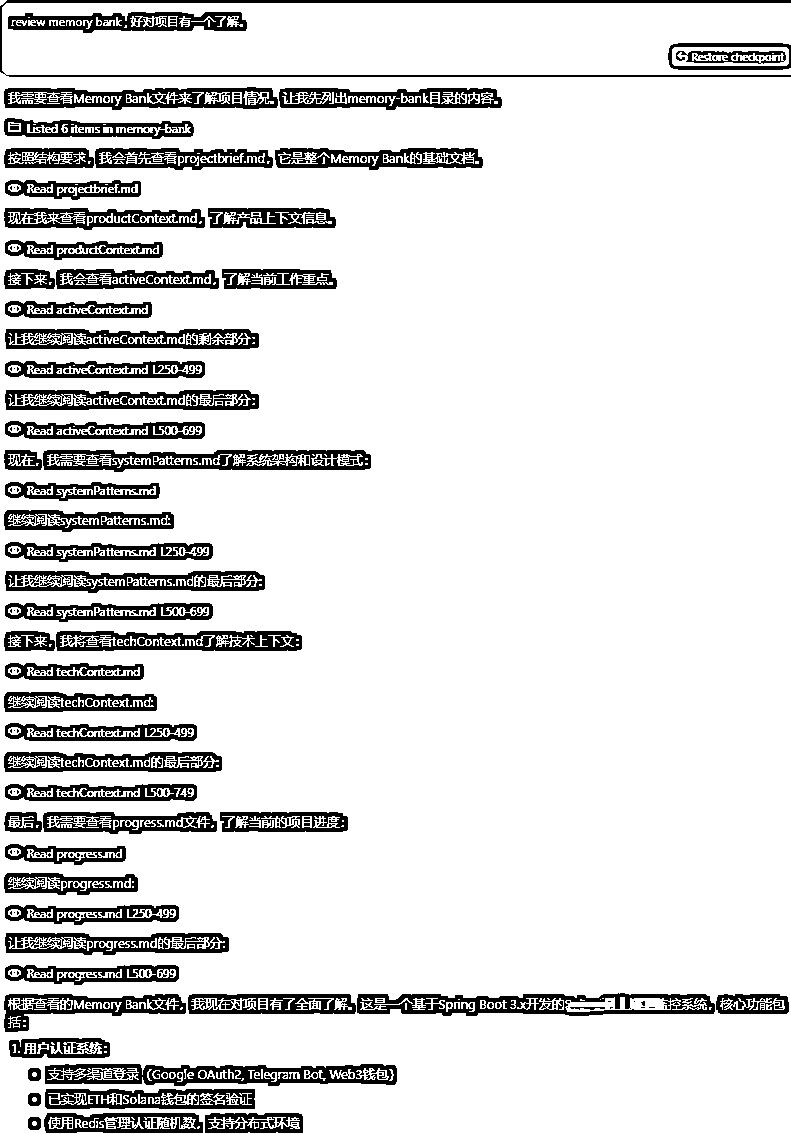 review memory bank , 好对项目有一个了解。
Restore checkpoint
我需要查看Memory Bank文件来了解项目情况。让我先列出memory-bank目录的内容。
Listed 6 items in memory-bank
按照结构要求，我会首先查看projectbrief.md，它是整个Memory Bank的基础文档。
Read projectbrief.md
现在我来查看productContext.md，了解产品上下文信息。
Read productContext.md
接下来，我会查看activeContext.md，了解当前工作重点。
Read activeContext.md
让我继续阅读activeContext.md的剩余部分：
Read activeContext.md L250-499
让我继续阅读activeContext.md的最后部分：
Read activeContext.md L500-699
现在，我需要查看systemPatterns.md了解系统架构和设计模式：
Read systemPatterns.md
继续阅读systemPatterns.md:
Read systemPatterns.md L250-499
让我继续阅读systemPatterns.md的最后部分:
Read systemPatterns.md L500-699
接下来，我将查看techContext.md了解技术上下文：
Read techContext.md
继续阅读techContext.md:
Read techContext.md L250-499
继续阅读techContext.md的最后部分:
Read techContext.md L500-749
最后，我需要查看progress.md文件，了解当前的项目进度：
Read progress.md
继续阅读progress.md:
Read progress.md L250-499
让我继续阅读progress.md的最后部分:
Read progress.md L500-699
根据查看的Memory Bank文件，我现在对项目有了全面了解。这是一个基于Spring Boot 3.x开发的 监控系统，核心功能包
括：
1. 用户认证系统：
支持多渠道登录（Google OAuth2, Telegram Bot, Web3钱包）
已实现ETH和Solana钱包的签名验证
使用Redis管理认证随机数，支持分布式环境